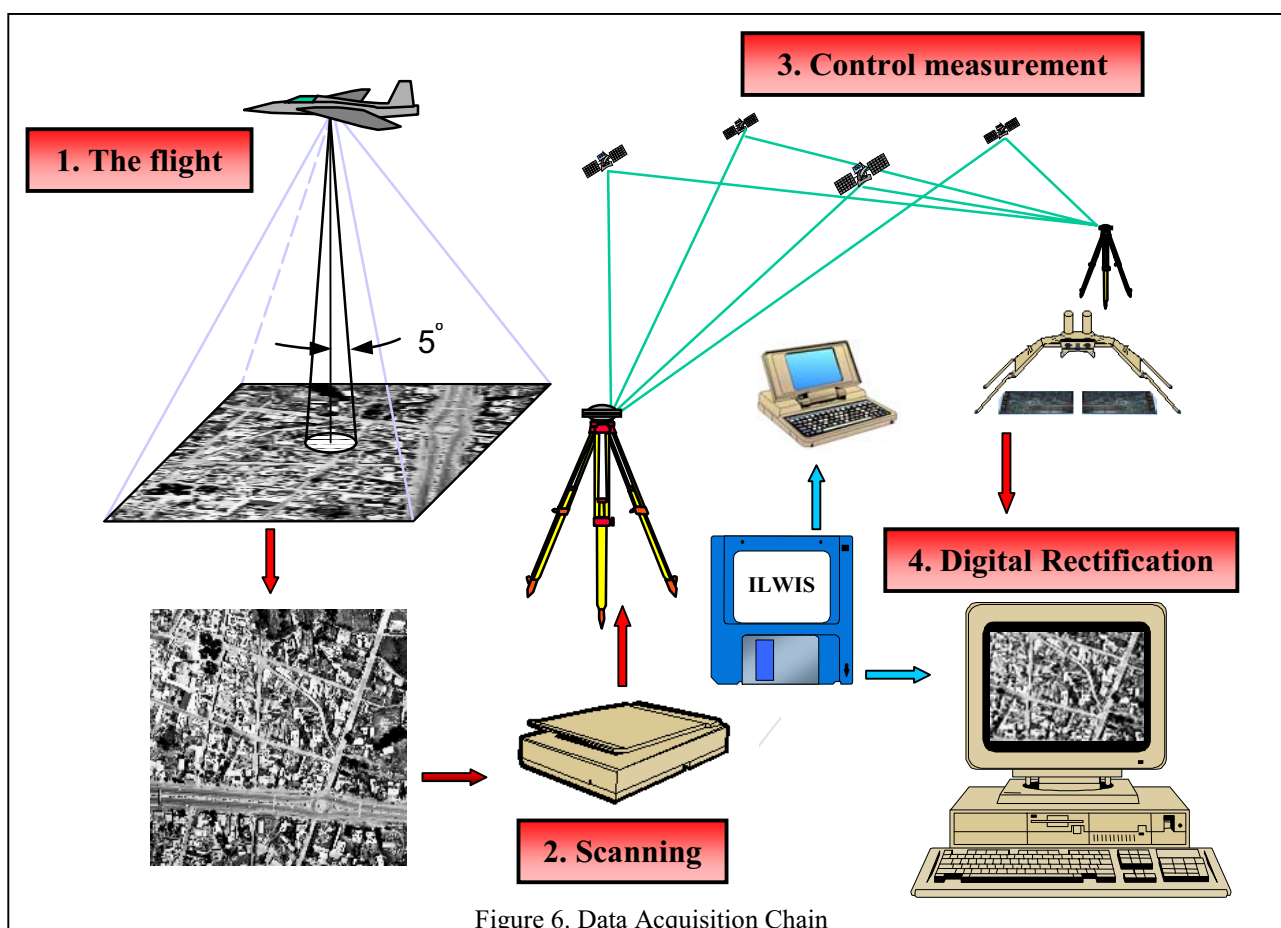 3. Control measurement
1. The flight
5°
ILWIS
4. Digital Rectification
2. Scanning
Figure 6. Data Acquisition Chain